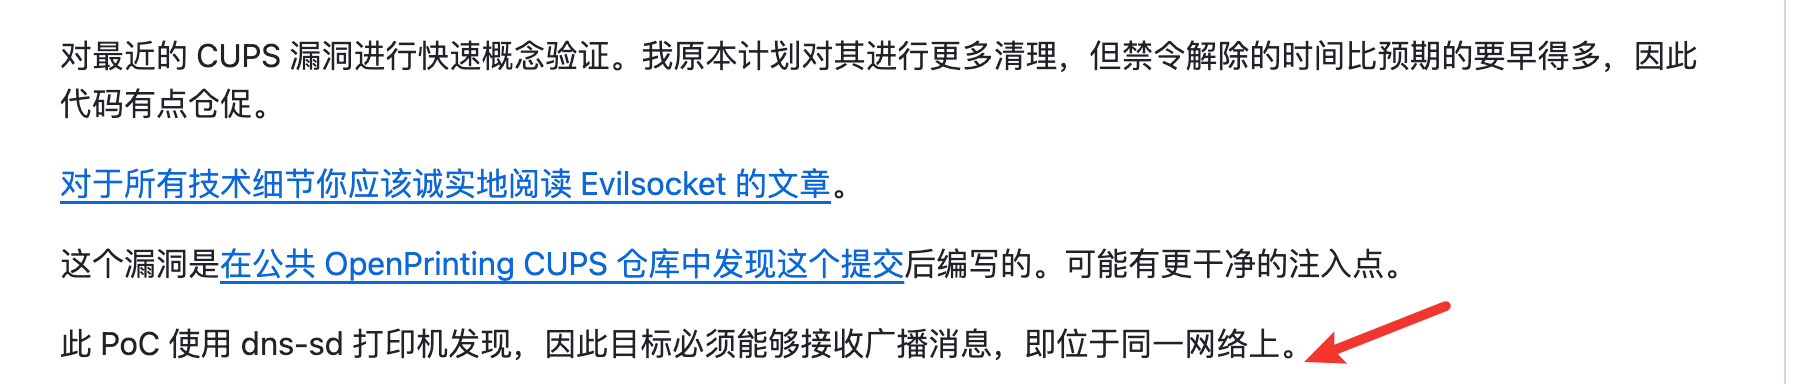 对最近的 CUPS 漏洞进行快速概念验证。我原本计划对其进行更多清理，但禁令解除的时间比预期的要早得多，因此
代码有点仓促。
对于所有技术细节你应该诚实地阅读 Evilsocket 的文章。
这个漏洞是在公共 OpenPrinting CUPS 仓库中发现这个提交后编写的。可能有更干净的注入点。
此 PoC 使用 dns-sd 打印机发现，因此目标必须能够接收广播消息，即位于同一网络上。